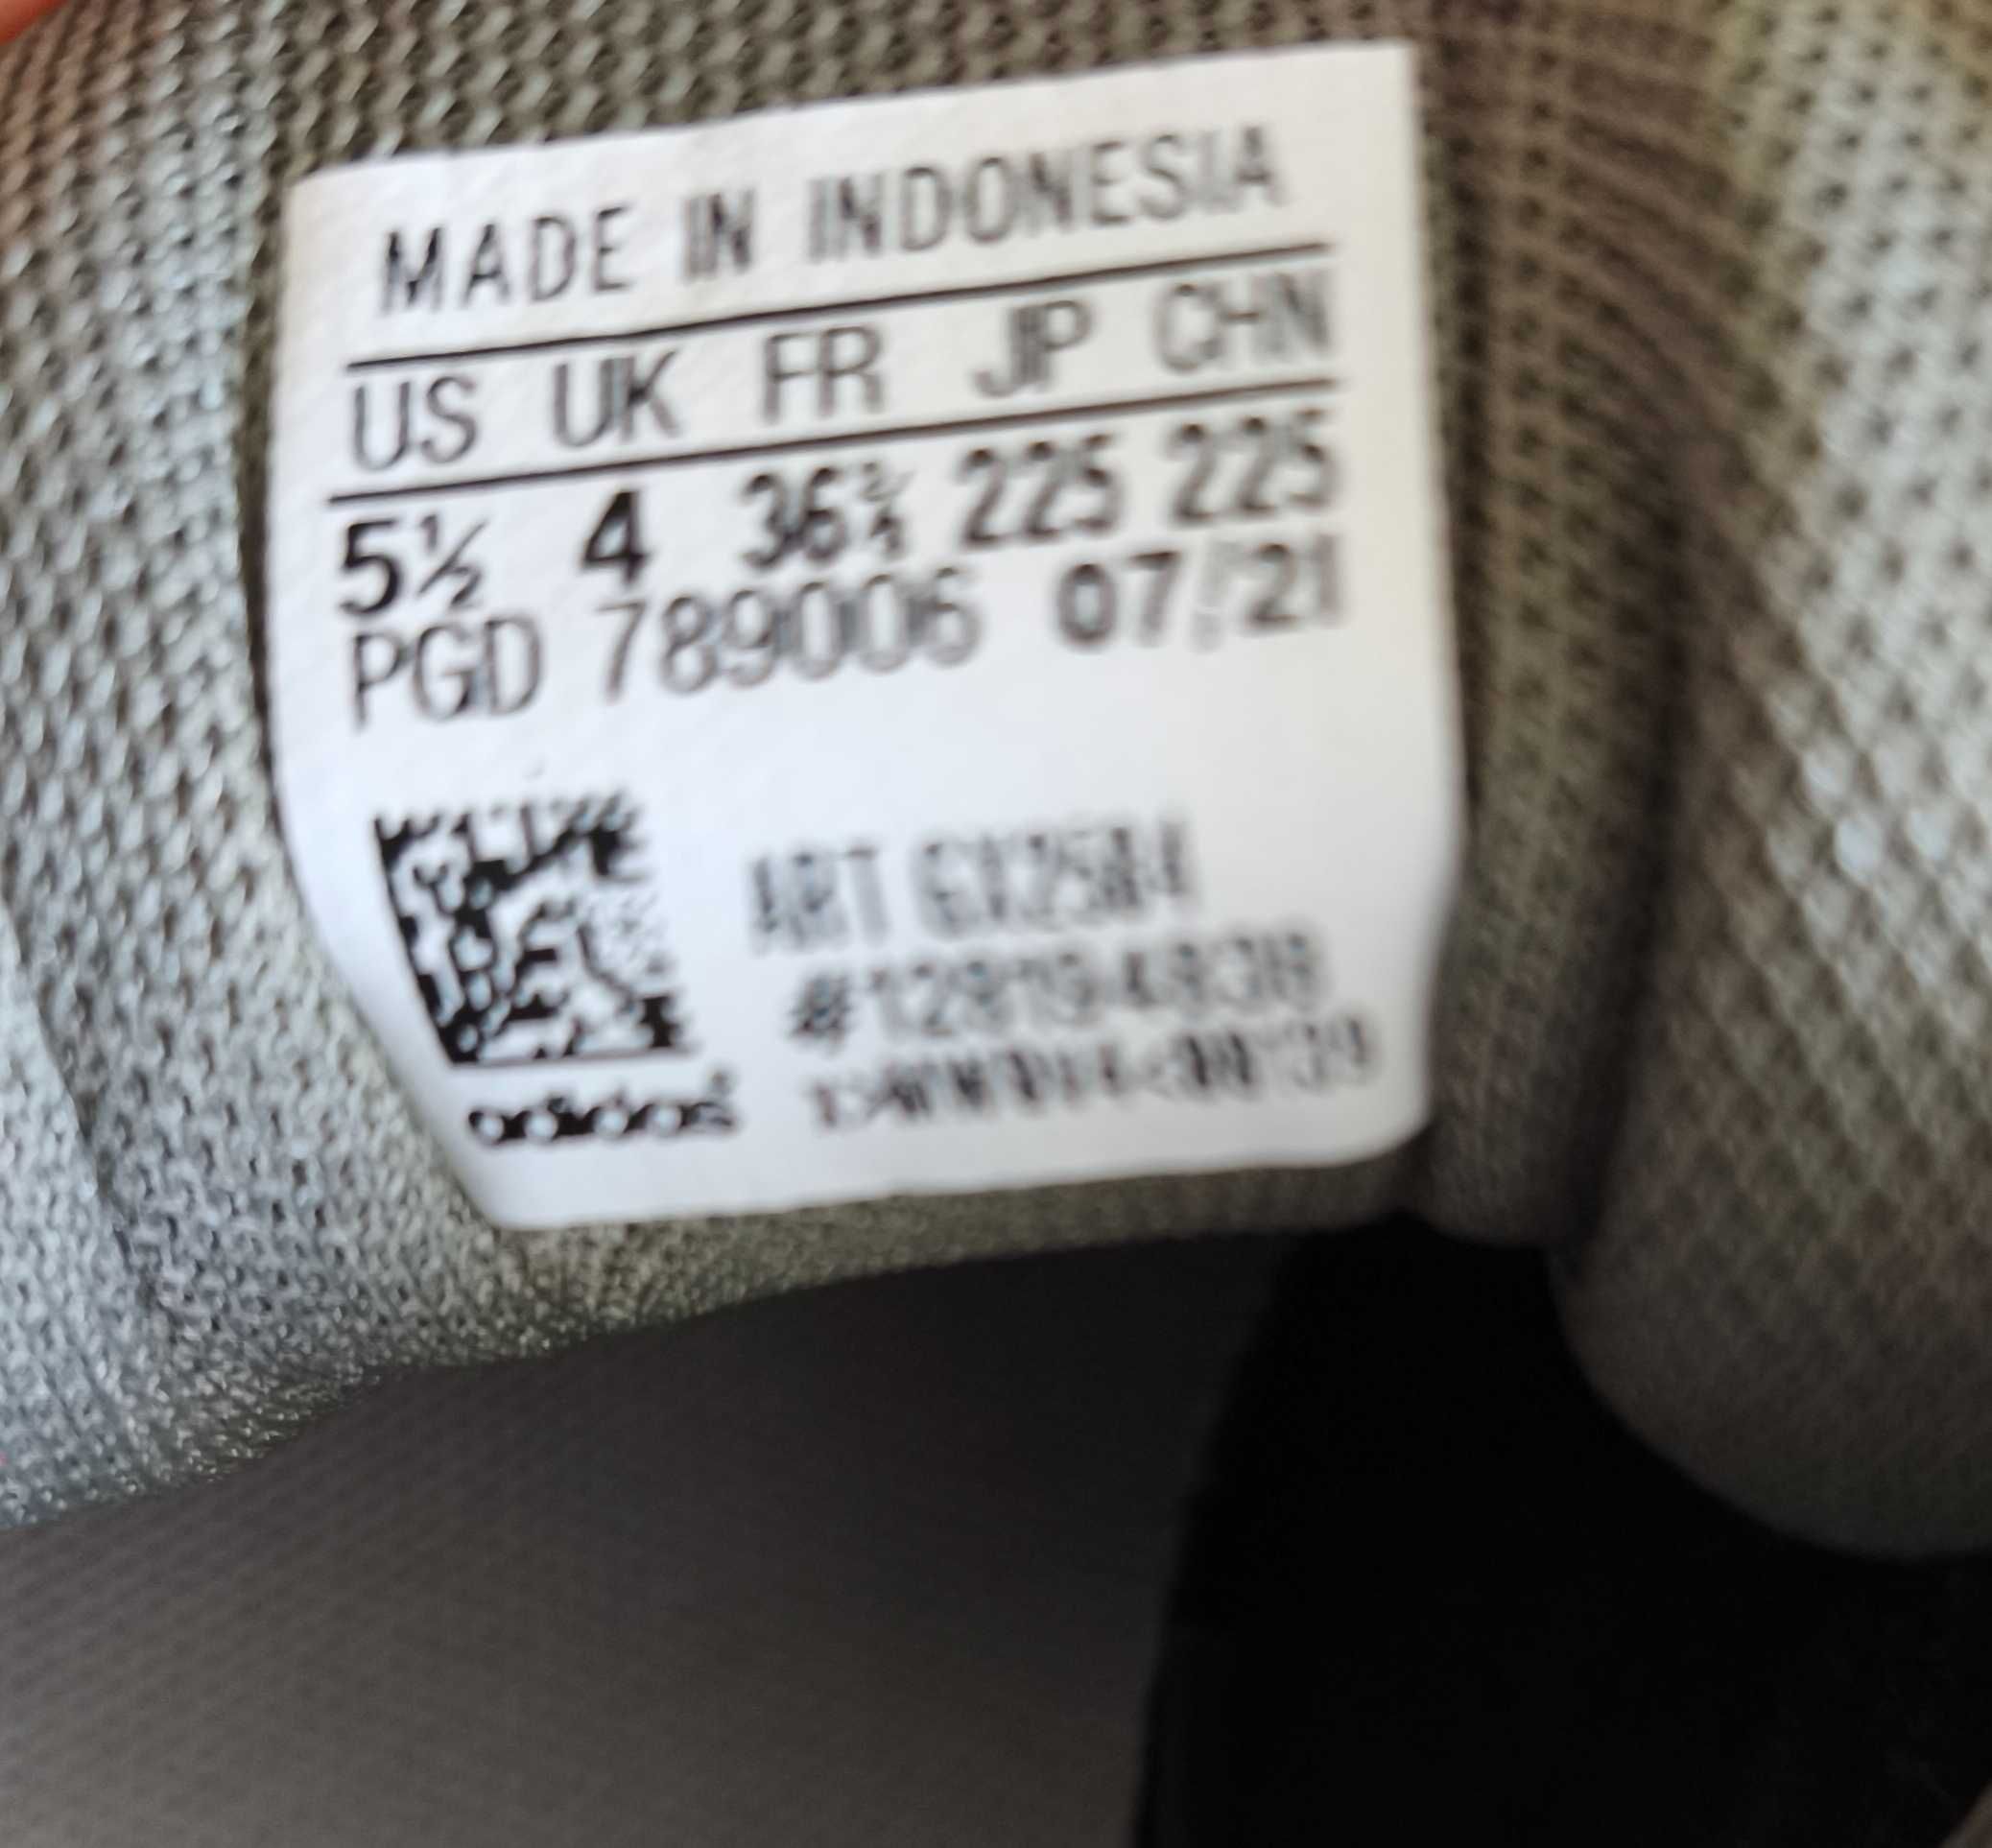 MADE IN INDONESIA
US UK FR JP CHN
5½ 4 36⅔ 225 225
PGD 789006 07/21
ART
adidas